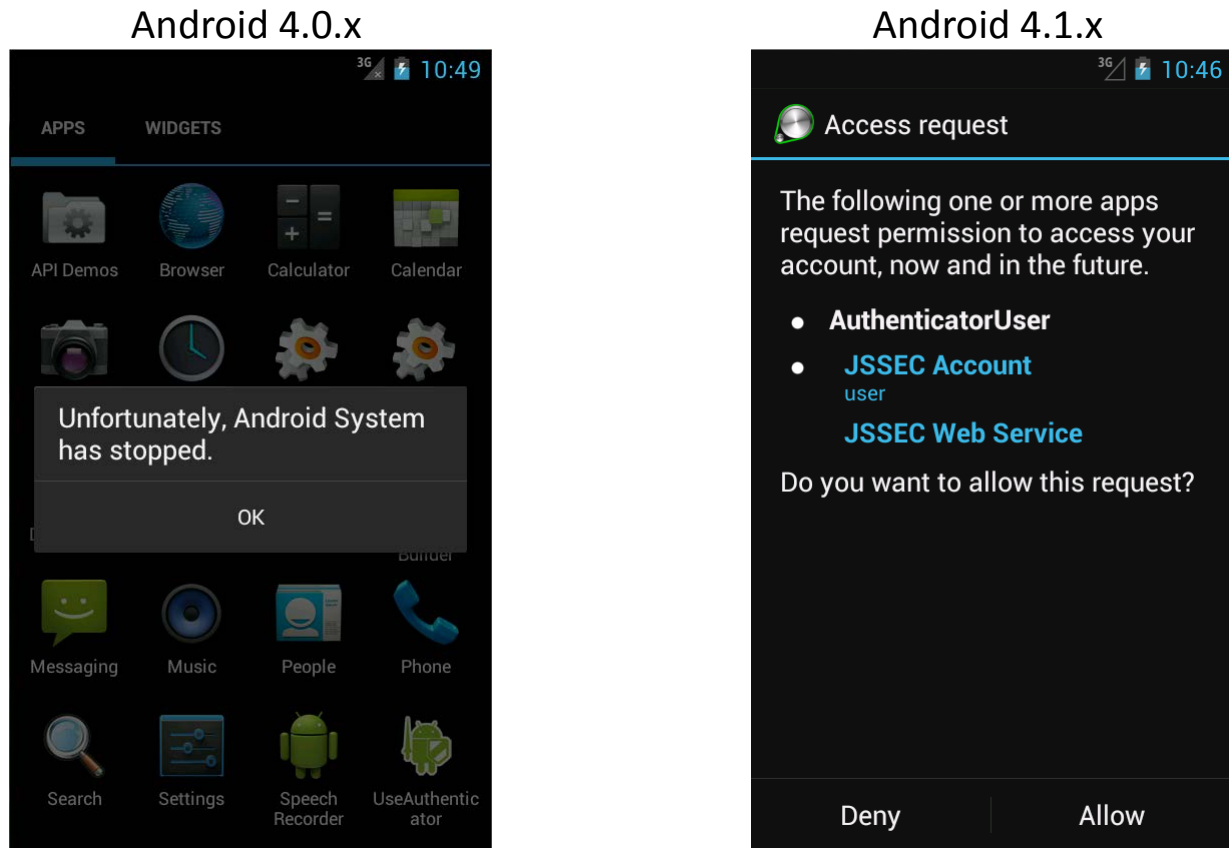 Android 4.0.x
3G
10:49
APPS
WIDGETS
API Demos
Browser
Calculator
Calendar
Unfortunately, Android System
has stopped.
OK
Builder
Messaging
Music
People
Phone
Search
Settings
Speech
Recorder
UseAuthentic
ator
Android 4.1.x
3G
10:46
Access request
The following one or more apps
request permission to access your
account, now and in the future.
AuthenticatorUser
JSSEC Account
user
JSSEC Web Service
Do you want to allow this request?
Deny
Allow